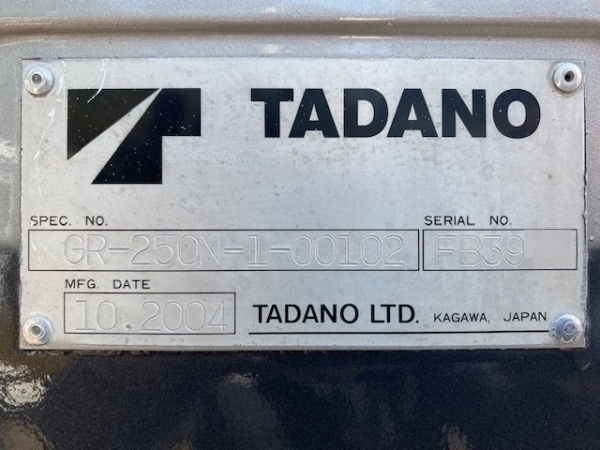 TADANO
SPEC. NO. SERIAL NO.
GR-250N-1-00102 FB39
MFG. DATE
10.2004 TADANO LTD. KAGAWA, JAPAN